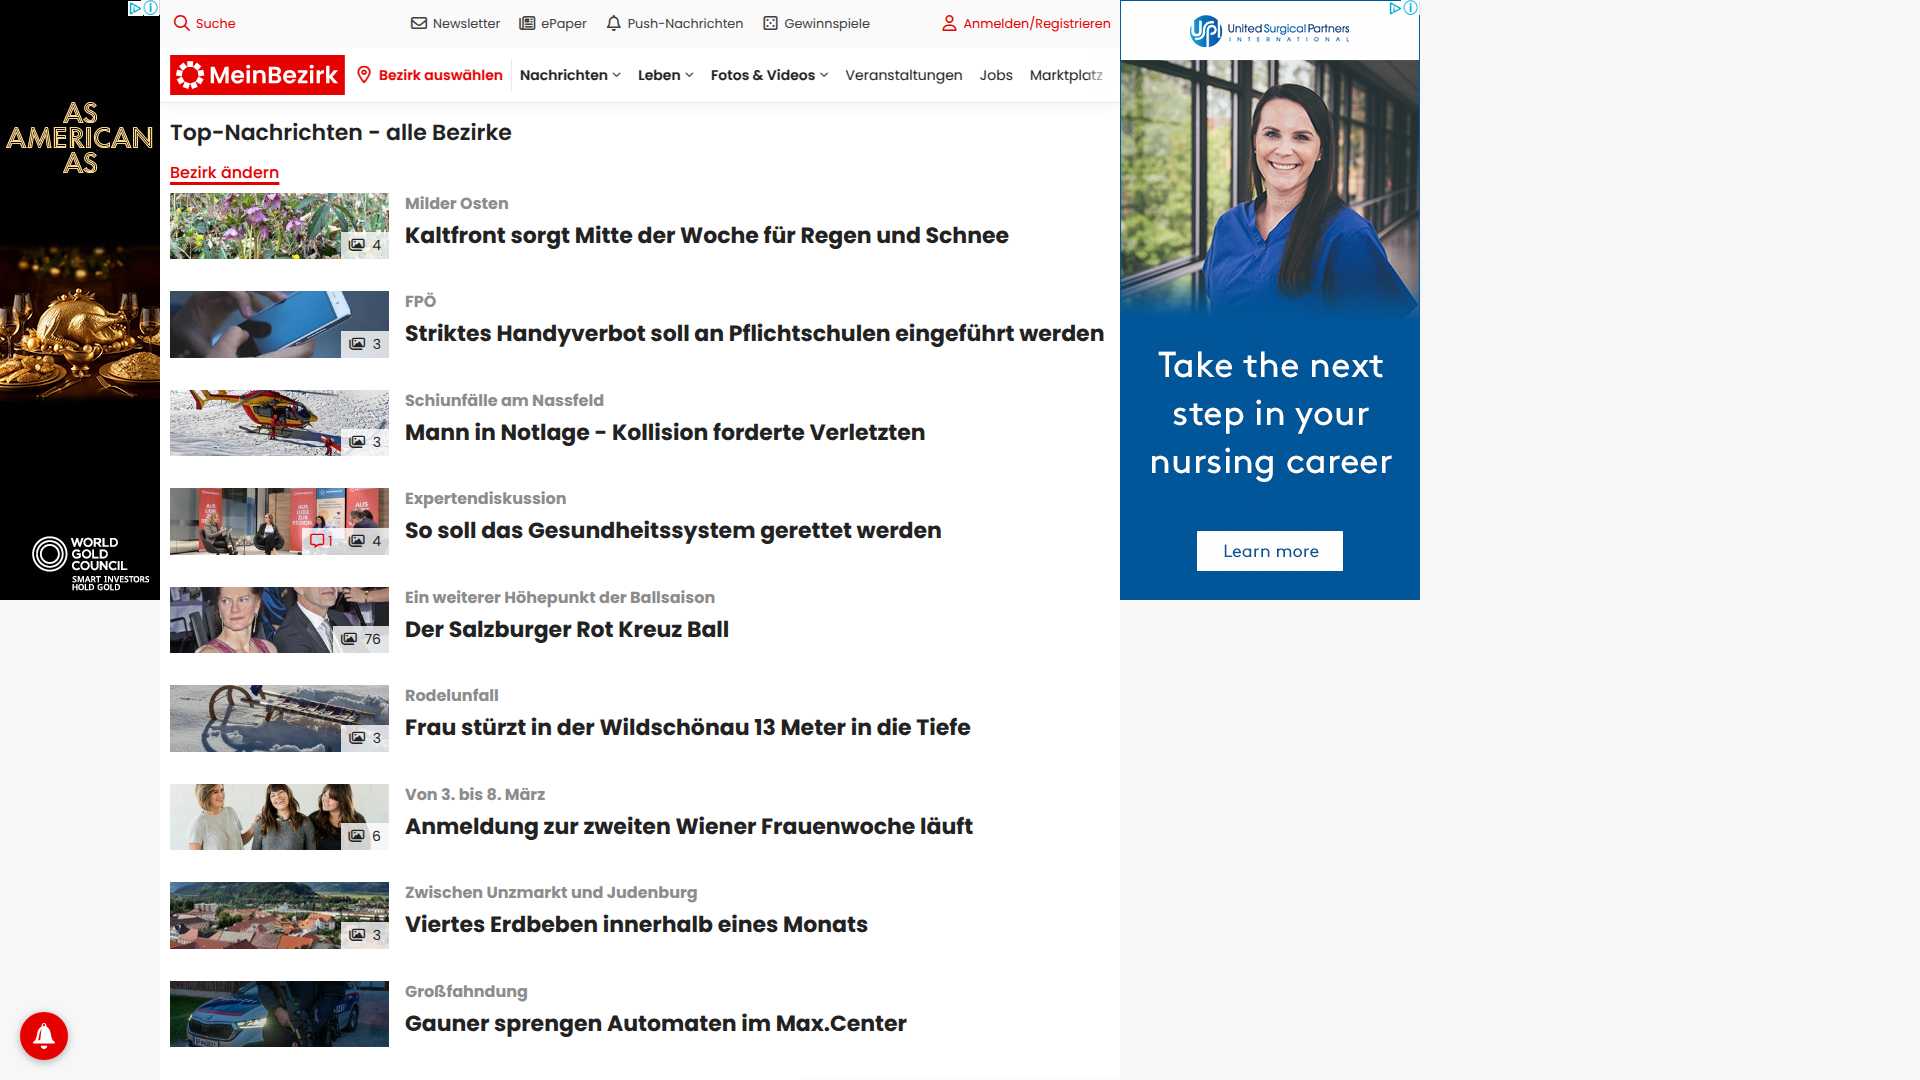 Suche
Newsletter
ePaper
Push-Nachrichten
Gewinnspiele
Anmelden/Registrieren
MeinBezirk
Bezirk auswählen
Nachrichten
Leben
Fotos & Videos
Veranstaltungen
Jobs
Marktplatz
Top-Nachrichten - alle Bezirke
Bezirk ändern
4
Milder Osten
Kaltfront sorgt Mitte der Woche für Regen und Schnee
3
FPÖ
Striktes Handyverbot soll an Pflichtschulen eingeführt werden
3
Schiunfälle am Nassfeld
Mann in Notlage - Kollision forderte Verletzten
1 4
Expertendiskussion
So soll das Gesundheitssystem gerettet werden
76
Ein weiterer Höhepunkt der Ballsaison
Der Salzburger Rot Kreuz Ball
3
Rodelunfall
Frau stürzt in der Wildschönau 13 Meter in die Tiefe
6
Von 3. bis 8. März
Anmeldung zur zweiten Wiener Frauenwoche läuft
3
Zwischen Unzmarkt und Judenburg
Viertes Erdbeben innerhalb eines Monats
Großfahndung
Gauner sprengen Automaten im Max.Center
AS
AMERICAN
AS
WORLD
GOLD
COUNCIL
SMART INVESTORS
HOLD GOLD
USPI
United Surgical Partners
INTERNATIONAL
Take the next
step in your
nursing career
Learn more